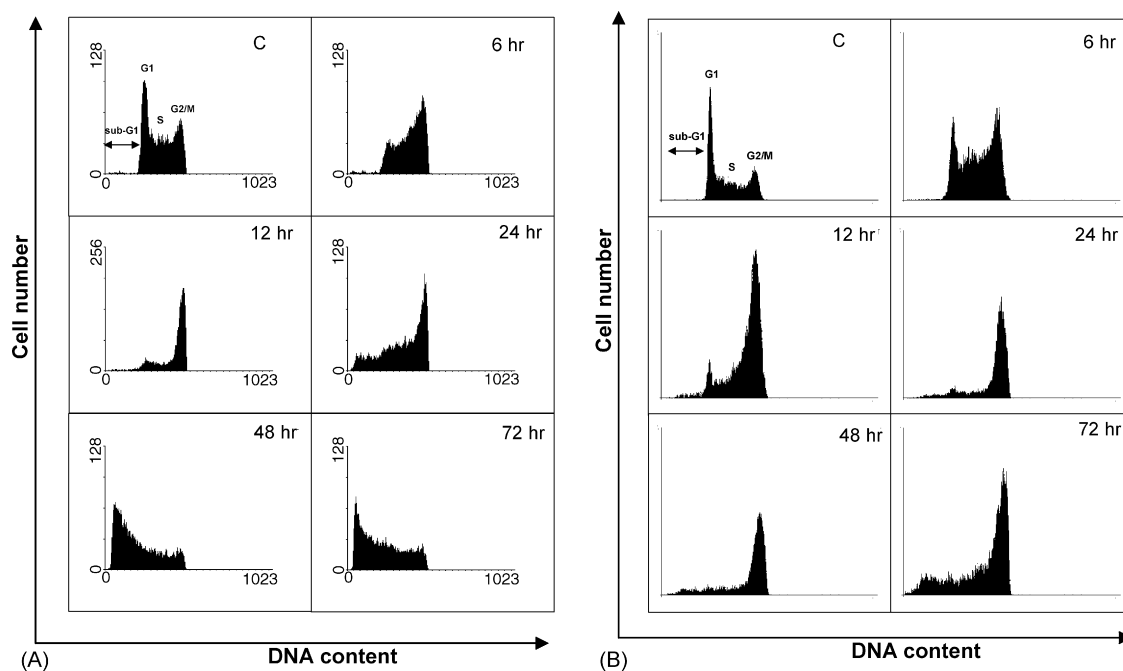 C
128
G1
S
G2/M
sub-G1
0
0
1023
6 hr
128
0
0
1023
12 hr
256
0
0
1023
24 hr
128
0
0
1023
48 hr
128
0
0
1023
72 hr
128
0
0
1023
Cell number
DNA content
(A)
C
G1
sub-G1
S
G2/M
6 hr
12 hr
24 hr
48 hr
72 hr
Cell number
DNA content
(B)